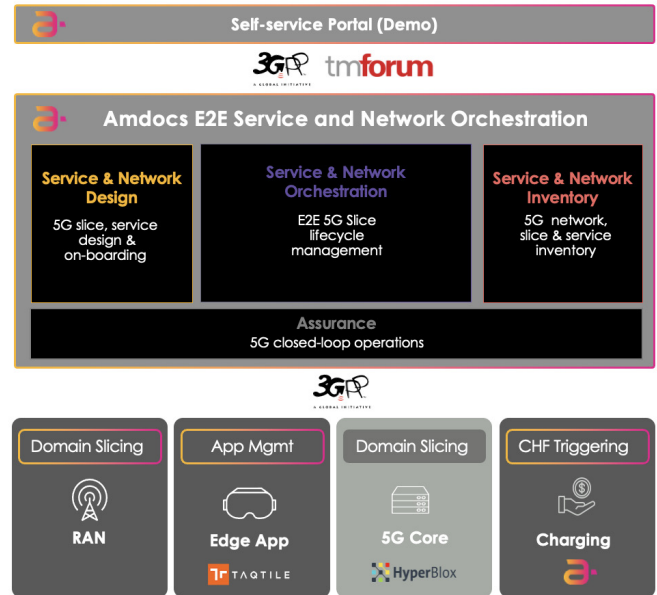 Self-service Portal (Demo)
3GPP tmforum
A GLOBAL INITIATIVE
Amdocs E2E Service and Network Orchestration
Service & Network
Design
5G slice, service
design &
on-boarding
Service & Network
Orchestration
E2E 5G Slice
lifecycle
management
Service & Network
Inventory
5G network,
slice & service
inventory
Assurance
5G closed-loop operations
3GPP
A GLOBAL INITIATIVE
Domain Slicing
RAN
App Mgmt
Edge App
TAQTILE
Domain Slicing
5G Core
HyperBlox
CHF Triggering
Charging